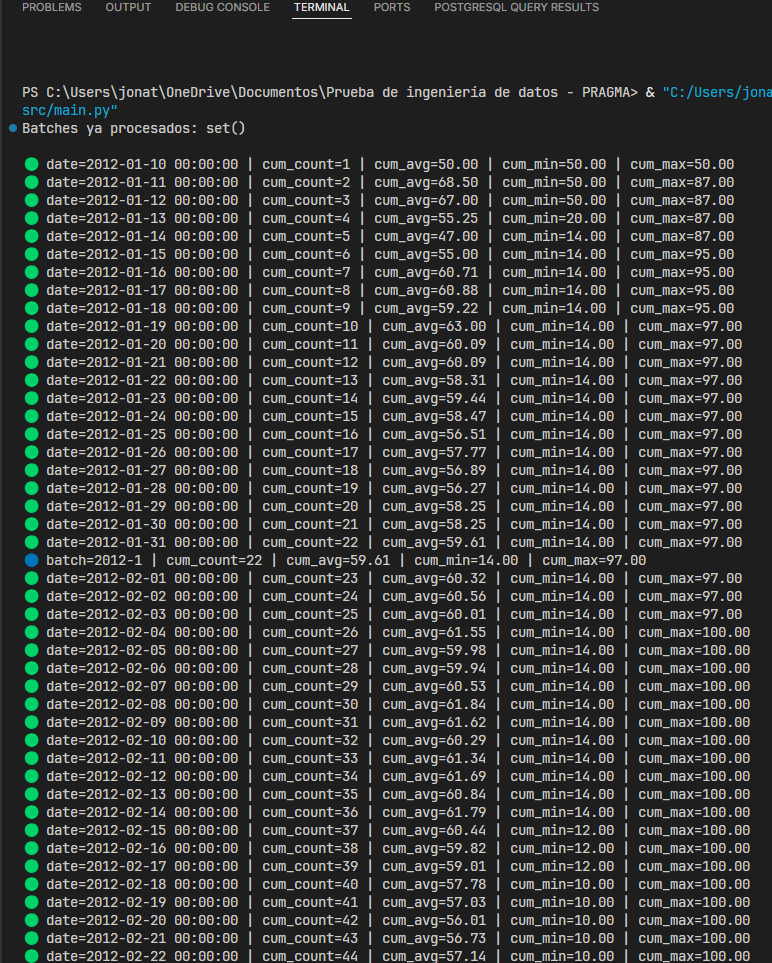 PROBLEMS OUTPUT DEBUG CONSOLE TERMINAL PORTS POSTGRESQL QUERY RESULTS
PS C:\Users\jonat\OneDrive\Documentos\Prueba de ingeniería de datos - PRAGMA> & "C:/Users/jona
src/main.py"
Batches ya procesados: set()
date=2012-01-10 00:00:00 | cum_count=1 | cum_avg=50.00 | cum_min=50.00 | cum_max=50.00
date=2012-01-11 00:00:00 | cum_count=2 | cum_avg=68.50 | cum_min=50.00 | cum_max=87.00
date=2012-01-12 00:00:00 | cum_count=3 | cum_avg=67.00 | cum_min=50.00 | cum_max=87.00
date=2012-01-13 00:00:00 | cum_count=4 | cum_avg=55.25 | cum_min=20.00 | cum_max=87.00
date=2012-01-14 00:00:00 | cum_count=5 | cum_avg=47.00 | cum_min=14.00 | cum_max=87.00
date=2012-01-15 00:00:00 | cum_count=6 | cum_avg=55.00 | cum_min=14.00 | cum_max=95.00
date=2012-01-16 00:00:00 | cum_count=7 | cum_avg=60.71 | cum_min=14.00 | cum_max=95.00
date=2012-01-17 00:00:00 | cum_count=8 | cum_avg=60.88 | cum_min=14.00 | cum_max=95.00
date=2012-01-18 00:00:00 | cum_count=9 | cum_avg=59.22 | cum_min=14.00 | cum_max=95.00
date=2012-01-19 00:00:00 | cum_count=10 | cum_avg=63.00 | cum_min=14.00 | cum_max=97.00
date=2012-01-20 00:00:00 | cum_count=11 | cum_avg=60.09 | cum_min=14.00 | cum_max=97.00
date=2012-01-21 00:00:00 | cum_count=12 | cum_avg=60.09 | cum_min=14.00 | cum_max=97.00
date=2012-01-22 00:00:00 | cum_count=13 | cum_avg=58.31 | cum_min=14.00 | cum_max=97.00
date=2012-01-23 00:00:00 | cum_count=14 | cum_avg=59.44 | cum_min=14.00 | cum_max=97.00
date=2012-01-24 00:00:00 | cum_count=15 | cum_avg=58.47 | cum_min=14.00 | cum_max=97.00
date=2012-01-25 00:00:00 | cum_count=16 | cum_avg=56.51 | cum_min=14.00 | cum_max=97.00
date=2012-01-26 00:00:00 | cum_count=17 | cum_avg=57.77 | cum_min=14.00 | cum_max=97.00
date=2012-01-27 00:00:00 | cum_count=18 | cum_avg=56.89 | cum_min=14.00 | cum_max=97.00
date=2012-01-28 00:00:00 | cum_count=19 | cum_avg=56.27 | cum_min=14.00 | cum_max=97.00
date=2012-01-29 00:00:00 | cum_count=20 | cum_avg=58.25 | cum_min=14.00 | cum_max=97.00
date=2012-01-30 00:00:00 | cum_count=21 | cum_avg=58.25 | cum_min=14.00 | cum_max=97.00
date=2012-01-31 00:00:00 | cum_count=22 | cum_avg=59.61 | cum_min=14.00 | cum_max=97.00
batch=2012-1 | cum_count=22 | cum_avg=59.61 | cum_min=14.00 | cum_max=97.00
date=2012-02-01 00:00:00 | cum_count=23 | cum_avg=60.32 | cum_min=14.00 | cum_max=97.00
date=2012-02-02 00:00:00 | cum_count=24 | cum_avg=60.56 | cum_min=14.00 | cum_max=97.00
date=2012-02-03 00:00:00 | cum_count=25 | cum_avg=60.01 | cum_min=14.00 | cum_max=97.00
date=2012-02-04 00:00:00 | cum_count=26 | cum_avg=61.55 | cum_min=14.00 | cum_max=100.00
date=2012-02-05 00:00:00 | cum_count=27 | cum_avg=59.98 | cum_min=14.00 | cum_max=100.00
date=2012-02-06 00:00:00 | cum_count=28 | cum_avg=59.94 | cum_min=14.00 | cum_max=100.00
date=2012-02-07 00:00:00 | cum_count=29 | cum_avg=60.53 | cum_min=14.00 | cum_max=100.00
date=2012-02-08 00:00:00 | cum_count=30 | cum_avg=61.84 | cum_min=14.00 | cum_max=100.00
date=2012-02-09 00:00:00 | cum_count=31 | cum_avg=61.62 | cum_min=14.00 | cum_max=100.00
date=2012-02-10 00:00:00 | cum_count=32 | cum_avg=60.29 | cum_min=14.00 | cum_max=100.00
date=2012-02-11 00:00:00 | cum_count=33 | cum_avg=61.34 | cum_min=14.00 | cum_max=100.00
date=2012-02-12 00:00:00 | cum_count=34 | cum_avg=61.69 | cum_min=14.00 | cum_max=100.00
date=2012-02-13 00:00:00 | cum_count=35 | cum_avg=60.84 | cum_min=14.00 | cum_max=100.00
date=2012-02-14 00:00:00 | cum_count=36 | cum_avg=61.79 | cum_min=14.00 | cum_max=100.00
date=2012-02-15 00:00:00 | cum_count=37 | cum_avg=60.44 | cum_min=12.00 | cum_max=100.00
date=2012-02-16 00:00:00 | cum_count=38 | cum_avg=59.82 | cum_min=12.00 | cum_max=100.00
date=2012-02-17 00:00:00 | cum_count=39 | cum_avg=59.01 | cum_min=12.00 | cum_max=100.00
date=2012-02-18 00:00:00 | cum_count=40 | cum_avg=57.78 | cum_min=10.00 | cum_max=100.00
date=2012-02-19 00:00:00 | cum_count=41 | cum_avg=57.03 | cum_min=10.00 | cum_max=100.00
date=2012-02-20 00:00:00 | cum_count=42 | cum_avg=56.01 | cum_min=10.00 | cum_max=100.00
date=2012-02-21 00:00:00 | cum_count=43 | cum_avg=56.73 | cum_min=10.00 | cum_max=100.00
date=2012-02-22 00:00:00 | cum_count=44 | cum_avg=57.14 | cum_min=10.00 | cum_max=100.00